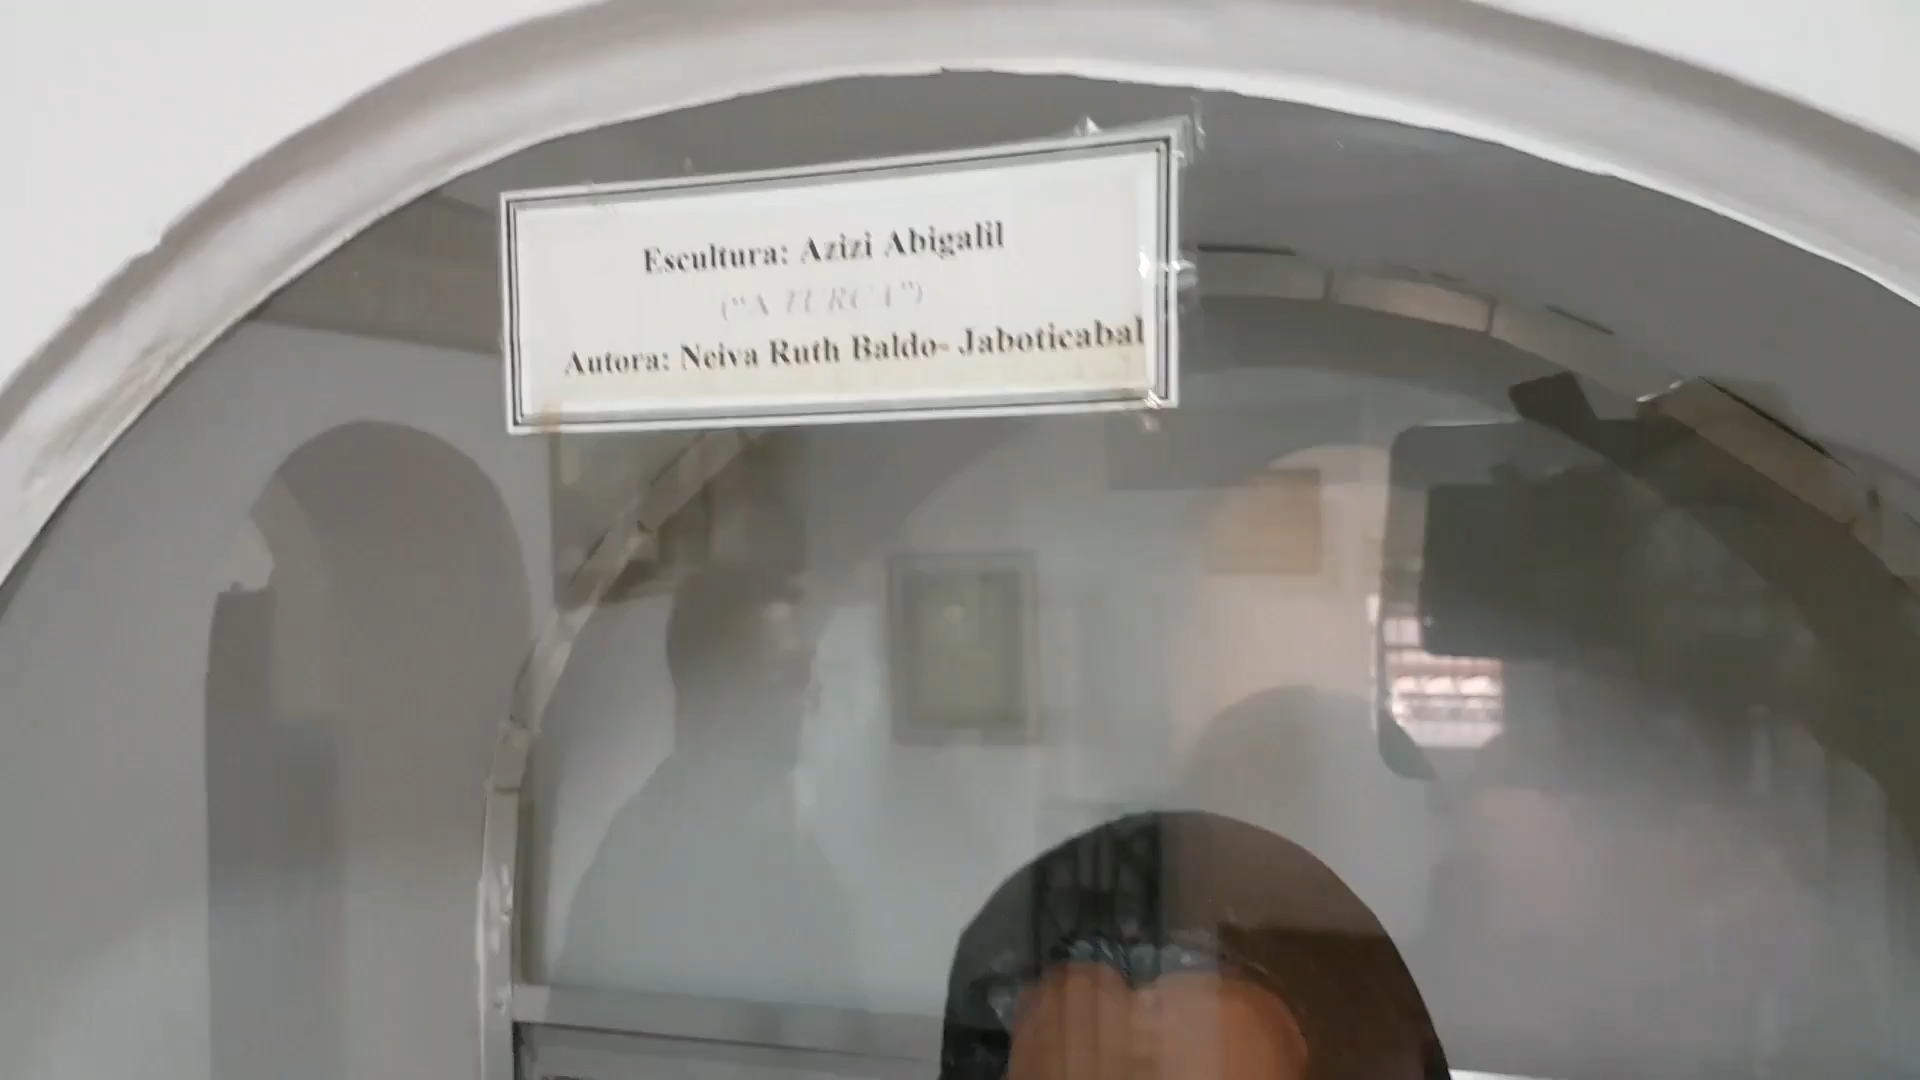 Escultura: Azizi Abigalil
("A TURCA")
Autora: Neiva Ruth Baldo- Jaboticabal